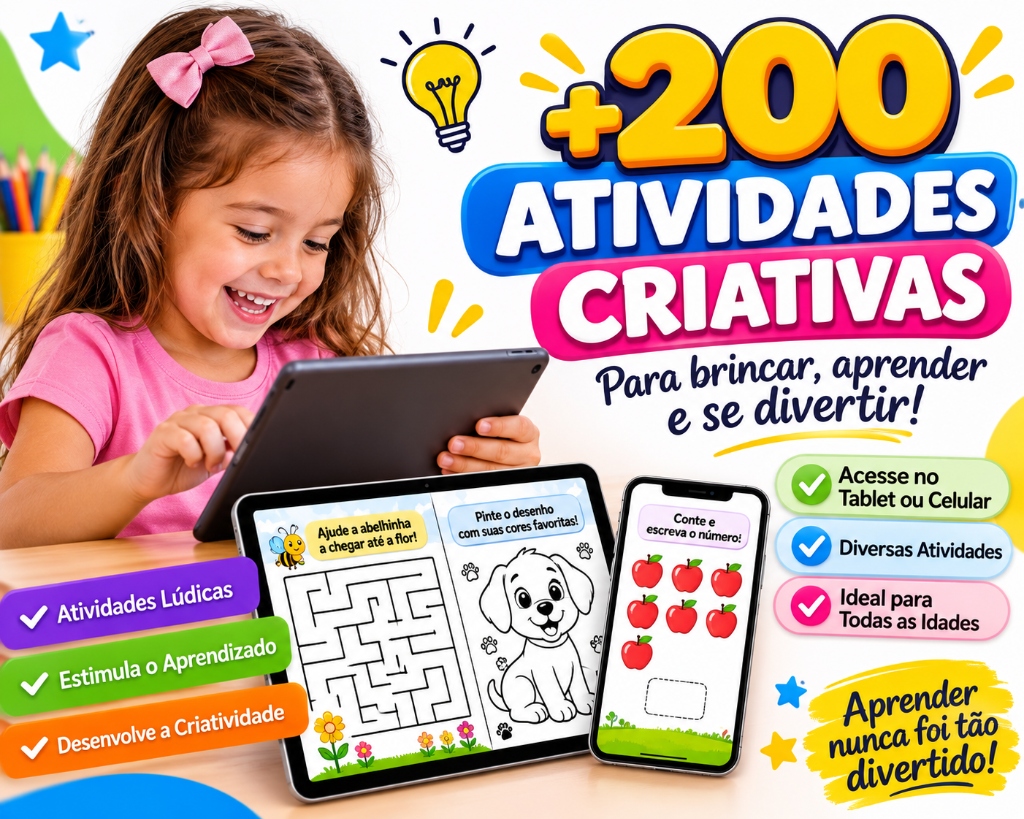 +200
ATIVIDADES
CRIATIVAS
Para brincar, aprender
e se divertir!
Acesse no
Tablet ou Celular
Diversas Atividades
Ideal para
Todas as Idades
Aprender
nunca foi tão
divertido!
Atividades Lúdicas
Estimula o Aprendizado
Desenvolve a Criatividade
Ajude a abelhinha
a chegar até a flor!
Pinte o desenho
com suas cores favoritas!
Conte e
escreva o número!